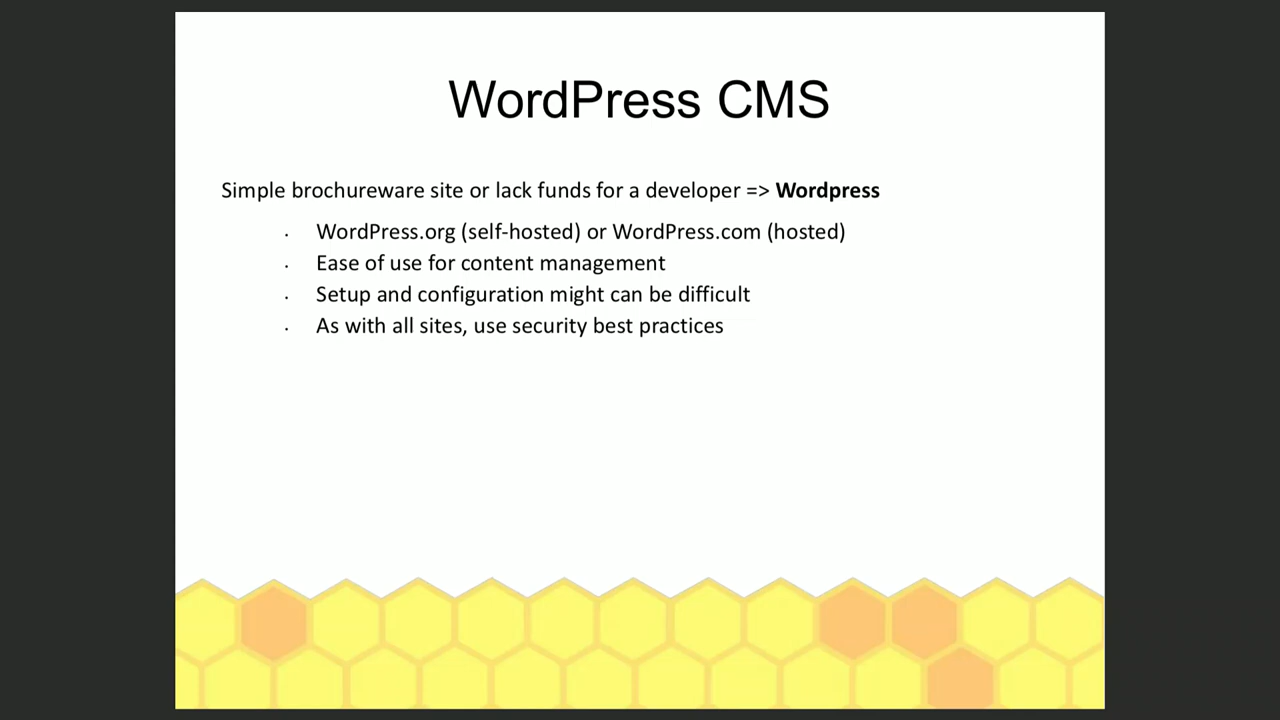 WordPress CMS
Simple brochureware site or lack funds for a developer => Wordpress
· WordPress.org (self-hosted) or WordPress.com (hosted)
· Ease of use for content management
· Setup and configuration might can be difficult
· As with all sites, use security best practices